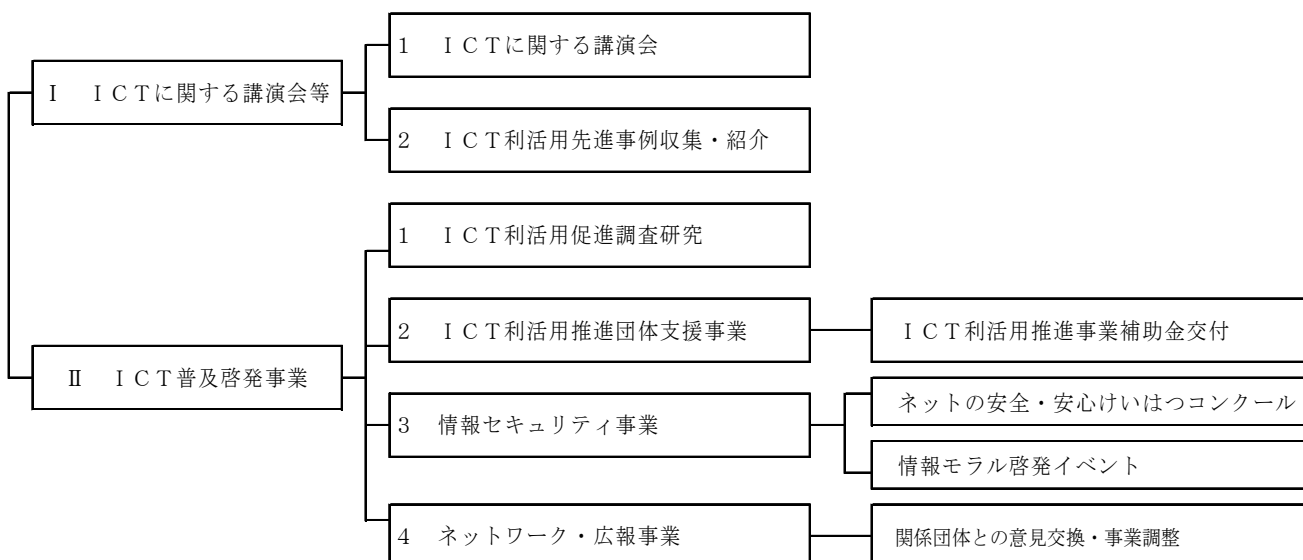 Ⅰ　ＩＣＴに関する講演会等
1　ＩＣＴに関する講演会
2　ＩＣＴ利活用先進事例収集・紹介
Ⅱ　ＩＣＴ普及啓発事業
1　ＩＣＴ利活用促進調査研究
2　ＩＣＴ利活用推進団体支援事業
ＩＣＴ利活用推進事業補助金交付
3　情報セキュリティ事業
ネットの安全・安心けいはつコンクール
情報モラル啓発イベント
4　ネットワーク・広報事業
関係団体との意見交換・事業調整